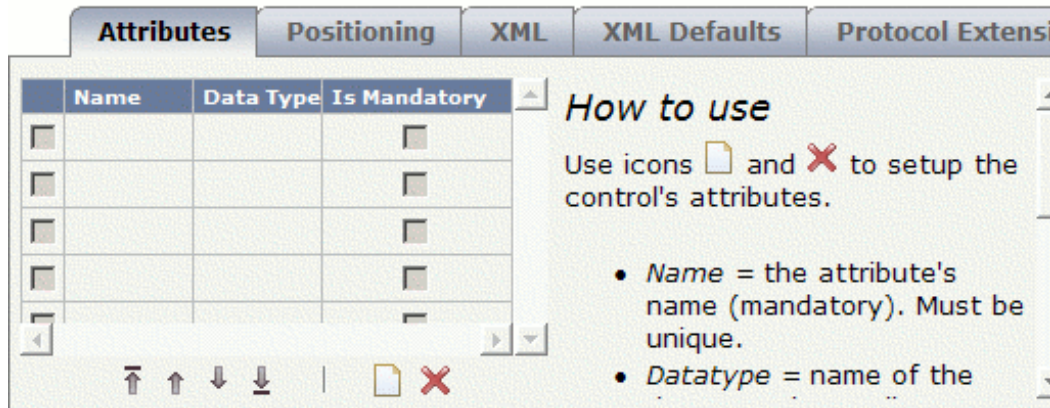 Attributes Positioning XML XML Defaults Protocol Extensi
Name Data Type Is Mandatory
How to use
Use icons and to setup the
control's attributes.
• Name = the attribute's
name (mandatory). Must be
unique.
• Datatype = name of the